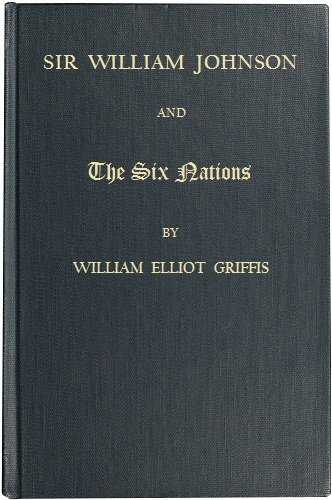 SIR WILLIAM JOHNSON
AND
The Six Nations
BY
WILLIAM ELLIOT GRIFFIS